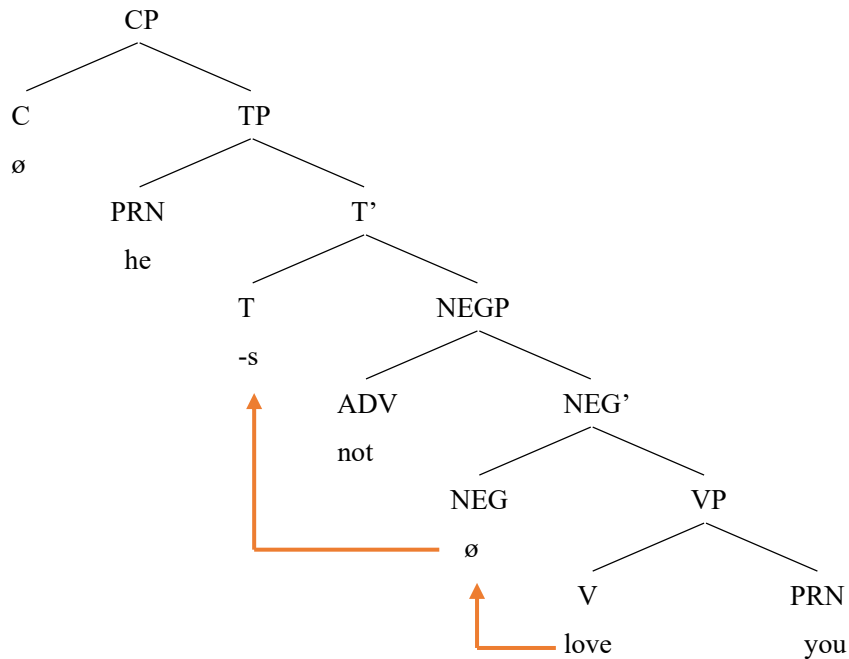 CP
C
TP
ø
PRN
T’
he
T
NEGP
-s
ADV
NEG’
not
NEG
VP
ø
V
PRN
love
you